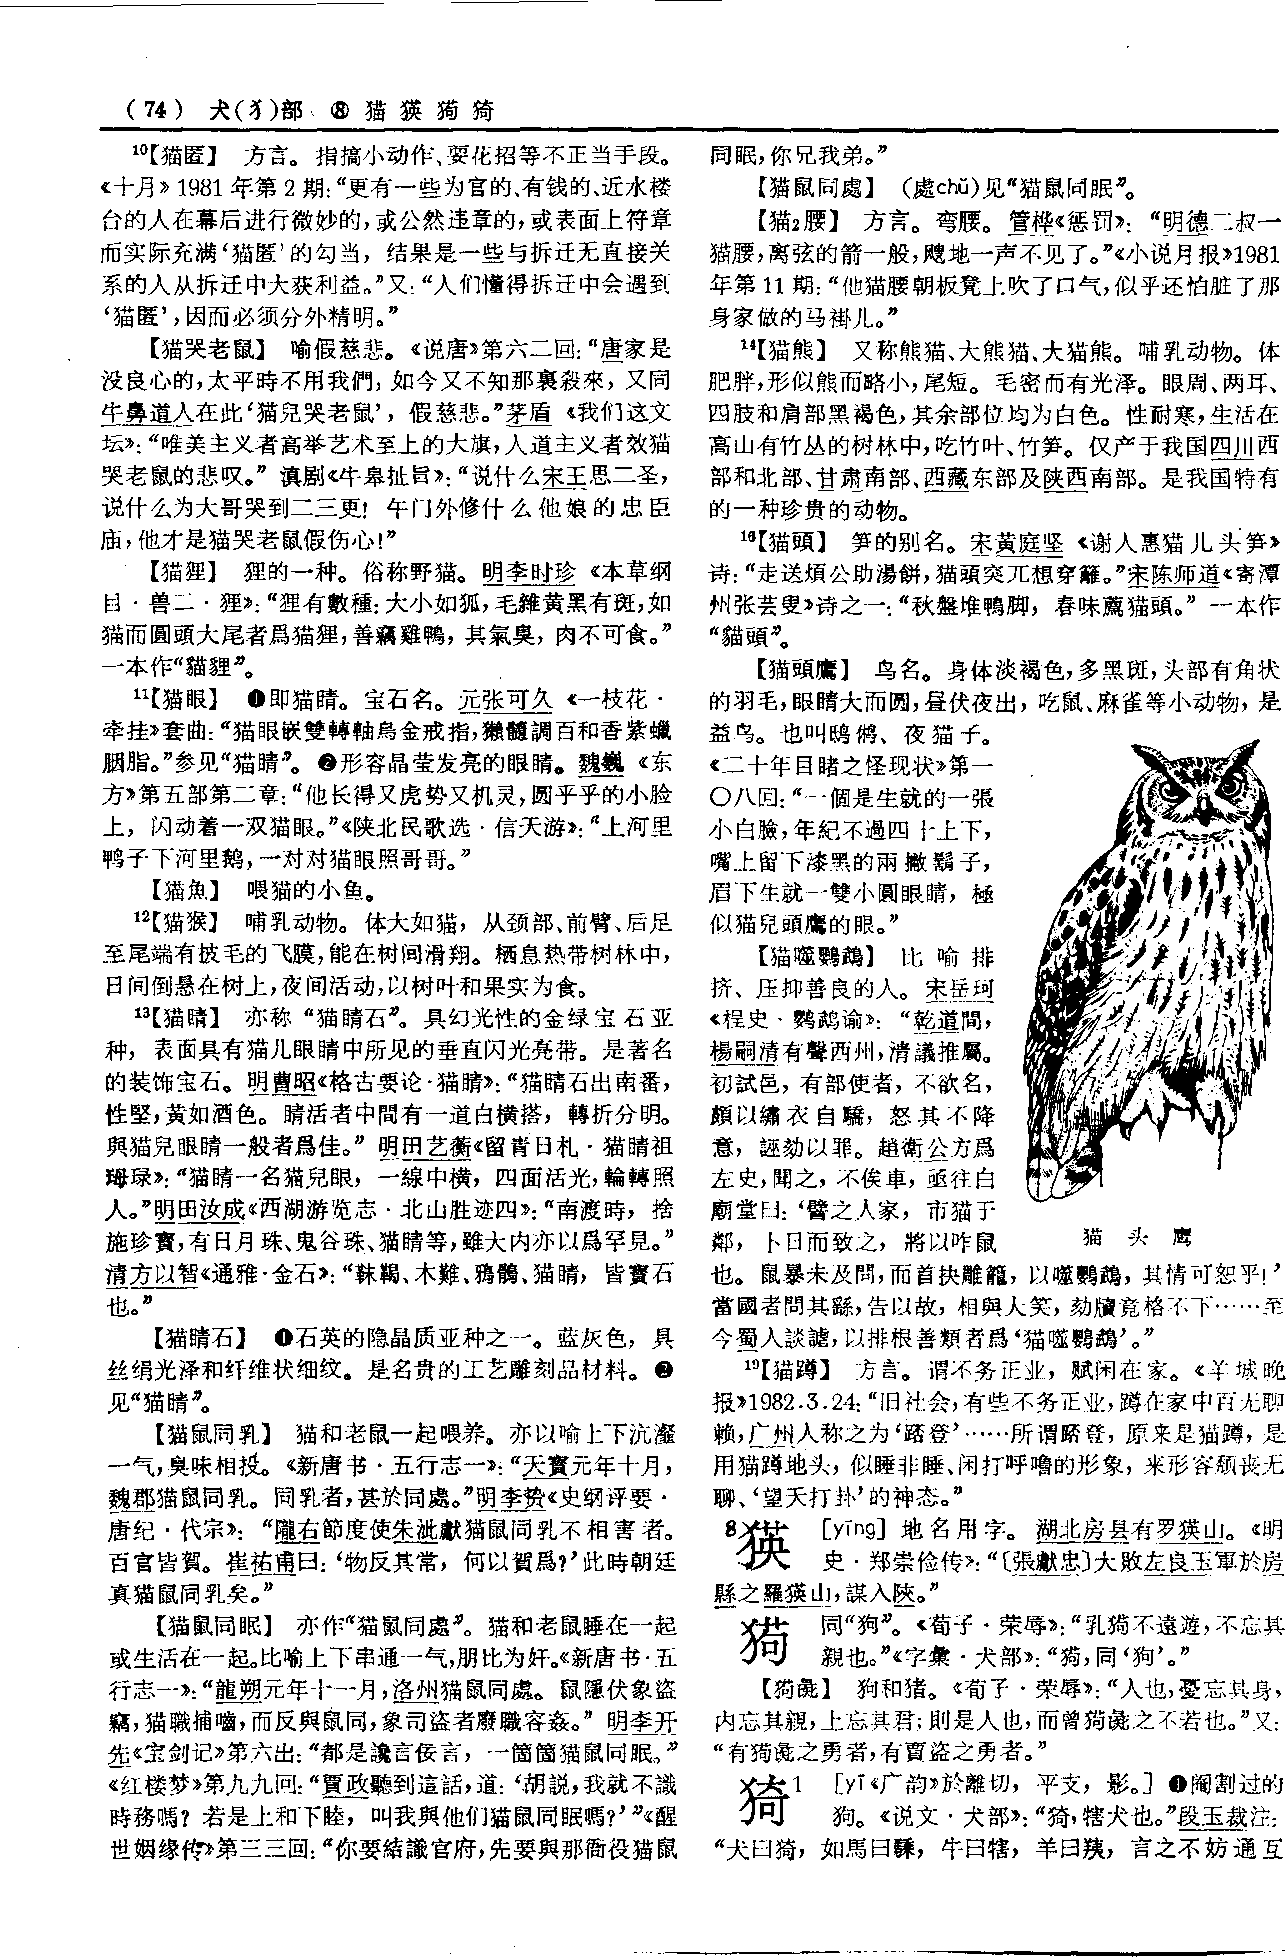 (74) 犬(犭)部 ⑧ 猫 猠 猗
10【猫匿】 方言。指搞小动作、耍花招等不正当手段。
《十月》1981年第2期:“更有一些为官的、有钱的、近水楼
台的人在幕后进行微妙的,或公然违章的,或表面上符章
而实际充满‘猫匿’的勾当,结果是一些与拆迁无直接关
系的人从拆迁中大获利益。”又:“人们懂得拆迁中会遇到
‘猫匿’,因而必须分外精明。”
【猫哭老鼠】 喻假慈悲。《说唐》第六二回:“唐家是
没良心的,太平時不用我們,如今又不知那裏殺來,又同
牛鼻道人在此‘猫兒哭老鼠’,假慈悲。”茅盾《我们这文
坛》:“唯美主义者高举艺术至上的大旗,人道主义者效猫
哭老鼠的悲叹。”滇剧《牛皋扯旨》:“说什么宋王思二圣,
说什么为大哥哭到二三更!午门外修什么他娘的忠臣
庙,他才是猫哭老鼠假伤心!”
【猫狸】 狸的一种。俗称野猫。明李时珍《本草纲
目·兽二·狸》:“狸有數種:大小如狐,毛雜黄黑有斑,如
猫而圓頭大尾者爲猫狸,善竊雞鴨,其氣臭,肉不可食。”
一本作“貓貍”。
11【猫眼】 ❶即猫睛。宝石名。元张可久《一枝花·
牵挂》套曲:“猫眼嵌雙轉軸烏金戒指,獺髓調百和香紫蠟
胭脂。”参见“猫睛”。❷形容晶莹发亮的眼睛。魏巍《东
方》第五部第二章:“他长得又虎势又机灵,圆乎乎的小脸
上,闪动着一双猫眼。”《陕北民歌选·信天游》:“上河里
鸭子下河里鹅,一对对猫眼照哥哥。”
【猫魚】 喂猫的小鱼。
12【猫猴】 哺乳动物。体大如猫,从颈部、前臂、后足
至尾端有披毛的飞膜,能在树间滑翔。栖息热带树林中,
日间倒悬在树上,夜间活动,以树叶和果实为食。
13【猫睛】 亦称“猫睛石”。具幻光性的金绿宝石亚
种,表面具有猫儿眼睛中所见的垂直闪光亮带。是著名
的装饰宝石。明曹昭《格古要论·猫睛》:“猫睛石出南番,
性堅,黄如酒色。睛活者中間有一道白横搭,轉折分明。
與猫兒眼睛一般者爲佳。”明田艺蘅《留青日札·猫睛祖
珻琭》:“猫睛一名猫兒眼,一線中横,四面活光,輪轉照
人。”明田汝成《西湖游览志·北山胜迹四》:“南渡時,捨
施珍寶,有日月珠、鬼谷珠、猫睛等,雖大内亦以爲罕見。”
清方以智《通雅·金石》:“靺鞨、木難、鴉鶻、猫睛,皆寶石
也。”
【猫睛石】 ❶石英的隐晶质亚种之一。蓝灰色,具
丝绢光泽和纤维状细纹。是名贵的工艺雕刻品材料。❷
见“猫睛”。
【猫鼠同乳】 猫和老鼠一起喂养。亦以喻上下沆瀣
一气,臭味相投。《新唐书·五行志一》:“天寶元年十月,
魏郡猫鼠同乳。同乳者,甚於同處。”明李贽《史纲评要·
唐纪·代宗》:“隴右節度使朱泚獻猫鼠同乳不相害者。
百官皆賀。崔祐甫曰:‘物反其常,何以賀爲?’此時朝廷
真猫鼠同乳矣。”
【猫鼠同眠】 亦作“猫鼠同處”。猫和老鼠睡在一起
或生活在一起。比喻上下串通一气,朋比为奸。《新唐书·五
行志一》:“龍朔元年十一月,洛州猫鼠同處。鼠隱伏象盜
竊,猫職捕嚙,而反與鼠同,象司盜者廢職容姦。”明李开
先《宝剑记》第六出:“都是讒言佞言,一箇箇猫鼠同眠。”
《红楼梦》第九九回:“賈政聽到這話,道:‘胡説,我就不識
時務嗎?若是上和下睦,叫我與他们猫鼠同眠嗎?’”《醒
世姻缘传》第三三回:“你要結識官府,先要與那衙役猫鼠
同眠,你兄我弟。”
【猫鼠同處】 (處chǔ)见“猫鼠同眠”。
【猫2腰】 方言。弯腰。管桦《惩罚》:“明德二叔一
猫腰,离弦的箭一般,飕地一声不见了。”《小说月报》1981
年第11期:“他猫腰朝板凳上吹了口气,似乎还怕脏了那
身家做的马褂儿。”
14【猫熊】 又称熊猫、大熊猫、大猫熊。哺乳动物。体
肥胖,形似熊而略小,尾短。毛密而有光泽。眼周、两耳、
四肢和肩部黑褐色,其余部位均为白色。性耐寒,生活在
高山有竹丛的树林中,吃竹叶、竹笋。仅产于我国四川西
部和北部、甘肃南部、西藏东部及陕西南部。是我国特有
的一种珍贵的动物。
16【猫頭】 笋的别名。宋黄庭坚《谢人惠猫儿头笋》
诗:“走送煩公助湯餅,猫頭突兀想穿籬。”宋陈师道《寄潭
州张芸叟》诗之一:“秋盤堆鴨脚,春味薦猫頭。”一本作
“貓頭”。
【猫頭鷹】 鸟名。身体淡褐色,多黑斑,头部有角状
的羽毛,眼睛大而圆,昼伏夜出,吃鼠、麻雀等小动物,是
益鸟。也叫鸱鸺、夜猫子。
《二十年目睹之怪现状》第一
〇八回:“一個是生就的一張
小白臉,年紀不過四十上下,
嘴上留下漆黑的兩撇鬍子,
眉下生就一雙小圓眼睛,極
似猫兒頭鷹的眼。”
【猫噬鸚鵡】 比喻排
挤、压抑善良的人。宋岳珂
《桯史·鹦鹉谕》:“乾道間,
楊嗣清有聲西州,清議推屬。
初試邑,有部使者,不欲名,
頗以繡衣自驕,怒其不降
意,誣劾以罪。趙衛公方爲
左史,聞之,不俟車,亟往白
廟堂曰:‘譬之人家,市猫于
鄰,卜日而致之,將以咋鼠
也。鼠暴未及問,而首抉雕籠,以噬鸚鵡,其情可恕乎!’
當國者問其繇,告以故,相與大笑,劾牘竟格不下……至
今蜀人談謔,以排根善類者爲‘猫噬鸚鵡’。”
猫 头 鹰
19【猫蹲】 方言。谓不务正业,赋闲在家。《羊城晚
报》1982.3.24:“旧社会,有些不务正业,蹲在家中百无聊
赖,广州人称之为‘踎登’……所谓踎登,原来是猫蹲,是
用猫蹲地头,似睡非睡、闲打呼噜的形象,来形容颓丧无
聊、‘望天打卦’的神态。”
8猠 [yīng] 地名用字。湖北房县有罗猠山。《明
史·郑崇俭传》:“〔張獻忠〕大敗左良玉軍於房
縣之羅猠山,謀入陝。”
㺃 同“狗”。《荀子·荣辱》:“乳㺃不遠遊,不忘其
親也。”《字彙·犬部》:“㺃,同‘狗’。”
【㺃彘】 狗和猪。《荀子·荣辱》:“人也,憂忘其身,
内忘其親,上忘其君;則是人也,而曾㺃彘之不若也。”又:
“有㺃彘之勇者,有賈盜之勇者。”
猗1 [yī《广韵》於離切,平支,影。] ❶阉割过的
狗。《说文·犬部》:“猗,犗犬也。”段玉裁注:
“犬曰猗,如馬曰騬,牛曰犗,羊曰羠,言之不妨通互